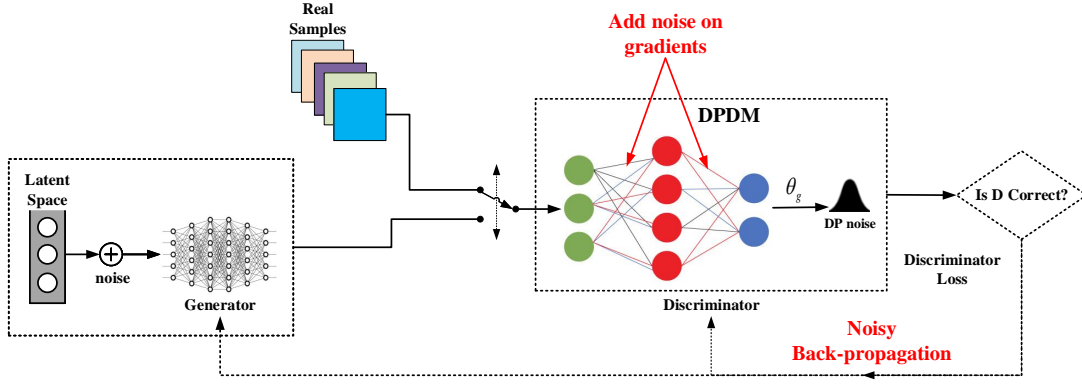 Real
Samples
Add noise on
gradients
DPDM
Latent
Space
noise
Generator
θg
DP noise
Is D Correct?
Discriminator
Discriminator
Loss
Noisy
Back-propagation